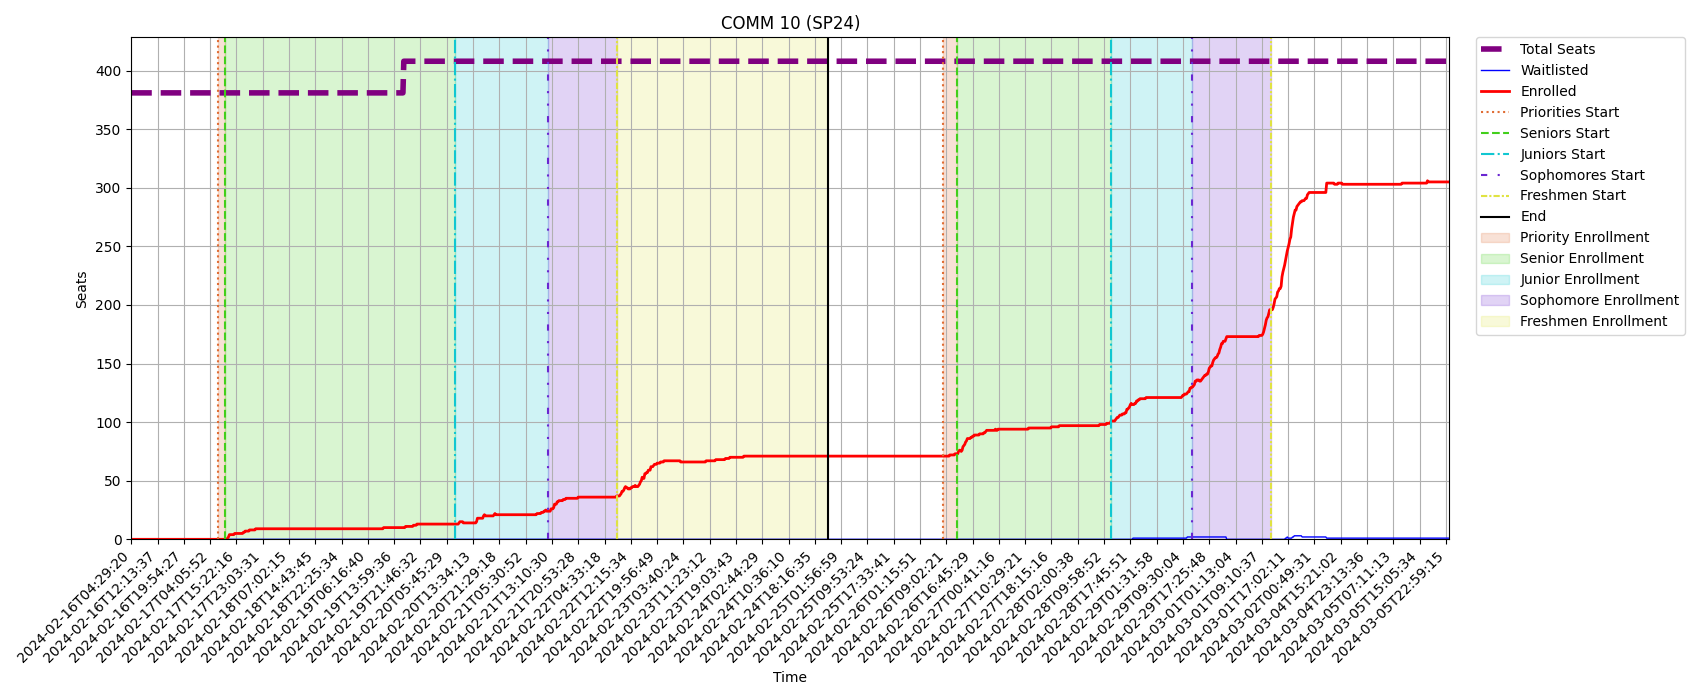 COMM 10 (SP24)
Seats
400
350
300
250
200
150
100
50
0
2024-02-16T04:29:20
2024-02-16T12:13:37
2024-02-16T19:54:27
2024-02-17T04:05:52
2024-02-17T15:22:16
2024-02-17T23:03:31
2024-02-18T07:02:15
2024-02-18T14:43:45
2024-02-18T22:25:34
2024-02-19T06:16:40
2024-02-19T13:59:36
2024-02-19T21:46:32
2024-02-20T05:45:29
2024-02-20T13:34:13
2024-02-20T21:29:18
2024-02-21T05:30:52
2024-02-21T13:10:30
2024-02-21T20:53:28
2024-02-22T04:33:18
2024-02-22T12:15:34
2024-02-22T19:56:49
2024-02-23T03:40:24
2024-02-23T11:23:12
2024-02-23T19:03:43
2024-02-24T02:44:29
2024-02-24T10:36:10
2024-02-24T18:16:35
2024-02-25T01:56:59
2024-02-25T09:53:24
2024-02-25T17:33:41
2024-02-26T01:15:51
2024-02-26T09:02:21
2024-02-26T16:45:29
2024-02-27T00:41:16
2024-02-27T10:29:21
2024-02-27T18:15:16
2024-02-28T02:00:38
2024-02-28T09:58:52
2024-02-28T17:45:51
2024-02-29T01:31:58
2024-02-29T09:30:04
2024-02-29T17:25:48
2024-03-01T01:13:04
2024-03-01T09:10:37
2024-03-01T17:02:11
2024-03-02T00:49:31
2024-03-04T15:21:02
2024-03-04T23:13:36
2024-03-05T07:11:13
2024-03-05T15:05:34
2024-03-05T22:59:15
Time
Total Seats
Waitlisted
Enrolled
Priorities Start
Seniors Start
Juniors Start
Sophomores Start
Freshmen Start
End
Priority Enrollment
Senior Enrollment
Junior Enrollment
Sophomore Enrollment
Freshmen Enrollment